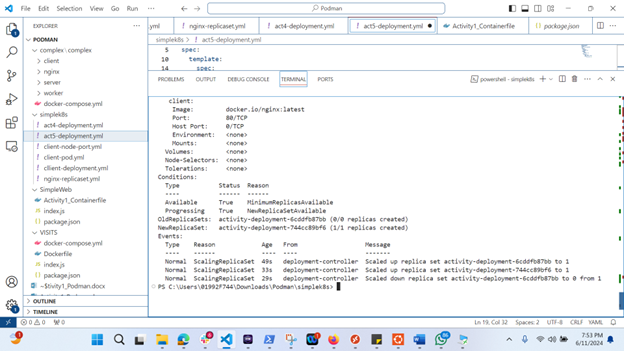 File Edit Selection View Go Run ··· Podman
EXPLORER
PODMAN
complex\complex
client
nginx
server
worker
docker-compose.yml
simplek8s
act4-deployment.yml
act5-deployment.yml
client-node-port.yml
client-pod.yml
cllient-deployment.yml
nginx-replicaset.yml
SimpleWeb
Activity1_Containerfile
index.js
package.json
VISITS
docker-compose.yml
Dockerfile
index.js
package.json
~$tivity1_Podman.docx
OUTLINE
TIMELINE
.yml nginx-replicaset.yml act4-deployment.yml act5-deployment.yml Activity1_Containerfile package.json
simplek8s > act5-deployment.yml
5 spec:
10 template:
14 spec:
PROBLEMS OUTPUT DEBUG CONSOLE TERMINAL PORTS powershell - simplek8s
client:
Image: docker.io/nginx:latest
Port: 80/TCP
Host Port: 0/TCP
Environment: <none>
Mounts: <none>
Volumes: <none>
Node-Selectors: <none>
Tolerations: <none>
Conditions:
Type Status Reason
---- ------ ------
Available True MinimumReplicasAvailable
Progressing True NewReplicaSetAvailable
OldReplicaSets: activity-deployment-6cddfb87bb (0/0 replicas created)
NewReplicaSet: activity-deployment-744cc89bf6 (1/1 replicas created)
Events:
Type Reason Age From Message
---- ------ ---- ---- -------
Normal ScalingReplicaSet 49s deployment-controller Scaled up replica set activity-deployment-6cddfb87bb to 1
Normal ScalingReplicaSet 33s deployment-controller Scaled up replica set activity-deployment-744cc89bf6 to 1
Normal ScalingReplicaSet 29s deployment-controller Scaled down replica set activity-deployment-6cddfb87bb to 0 from 1
PS C:\Users\01992F744\Downloads\Podman\simplek8s>
0 0 0 Ln 19, Col 32 Spaces: 2 UTF-8 CRLF YAML
7:53 PM
6/11/2024